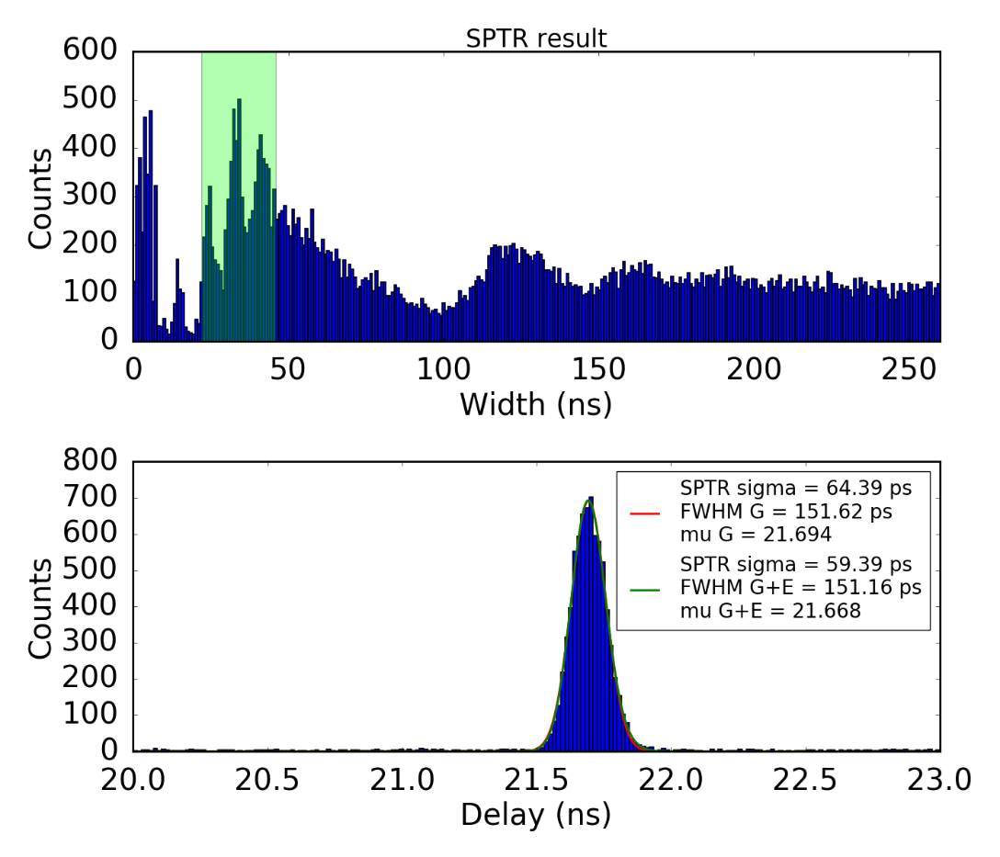 SPTR result
600
500
400
300
200
100
0
Counts
0 50 100 150 200 250
Width (ns)
800
700
600
500
400
300
200
100
0
Counts
SPTR sigma = 64.39 ps
FWHM G = 151.62 ps
mu G = 21.694
SPTR sigma = 59.39 ps
FWHM G+E = 151.16 ps
mu G+E = 21.668
20.0 20.5 21.0 21.5 22.0 22.5 23.0
Delay (ns)